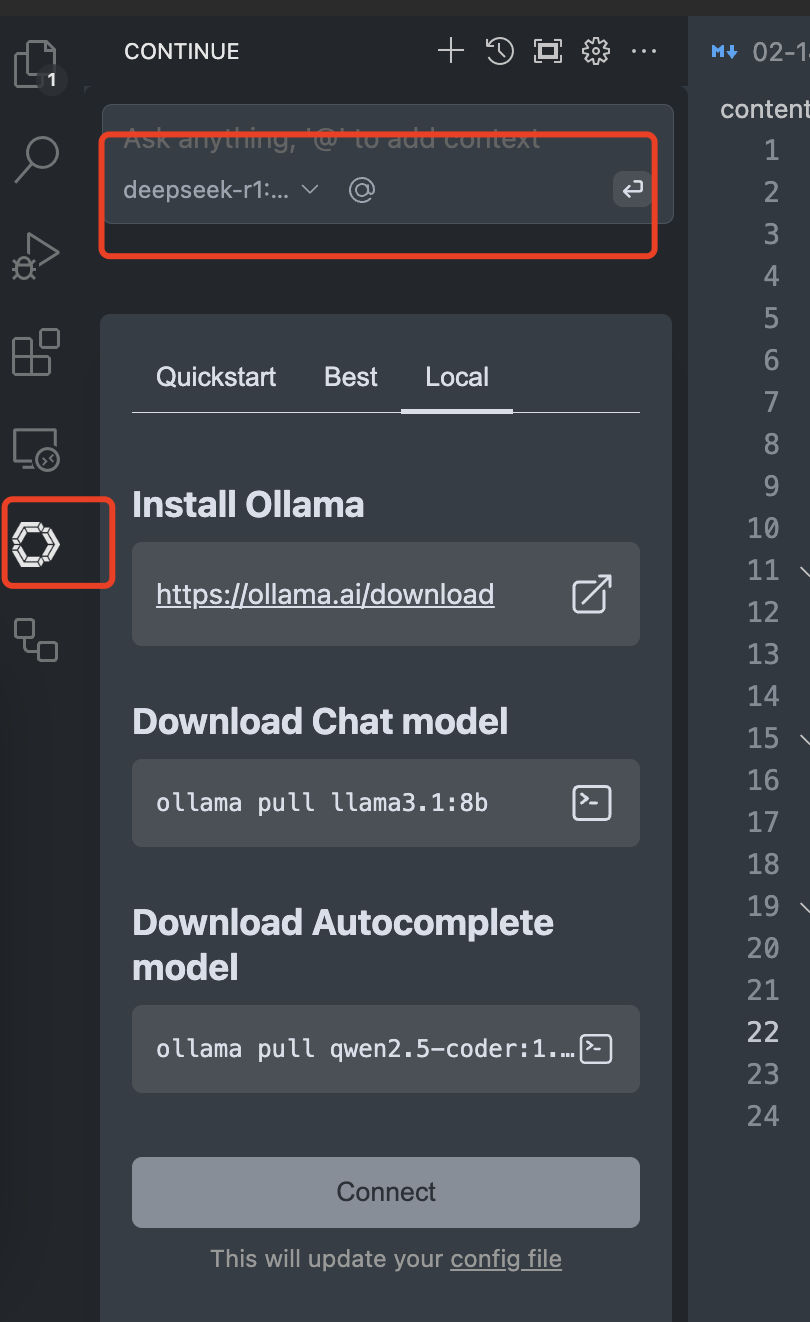 CONTINUE
02-1
1
content
Ask anything, '@' to add context
deepseek-r1:...
Quickstart
Best
Local
Install Ollama
https://ollama.ai/download
Download Chat model
ollama pull llama3.1:8b
Download Autocomplete
model
ollama pull qwen2.5-coder:1.…
Connect
This will update your config file
1
2
3
4
5
6
7
8
9
10
11
12
13
14
15
16
17
18
19
20
21
22
23
24